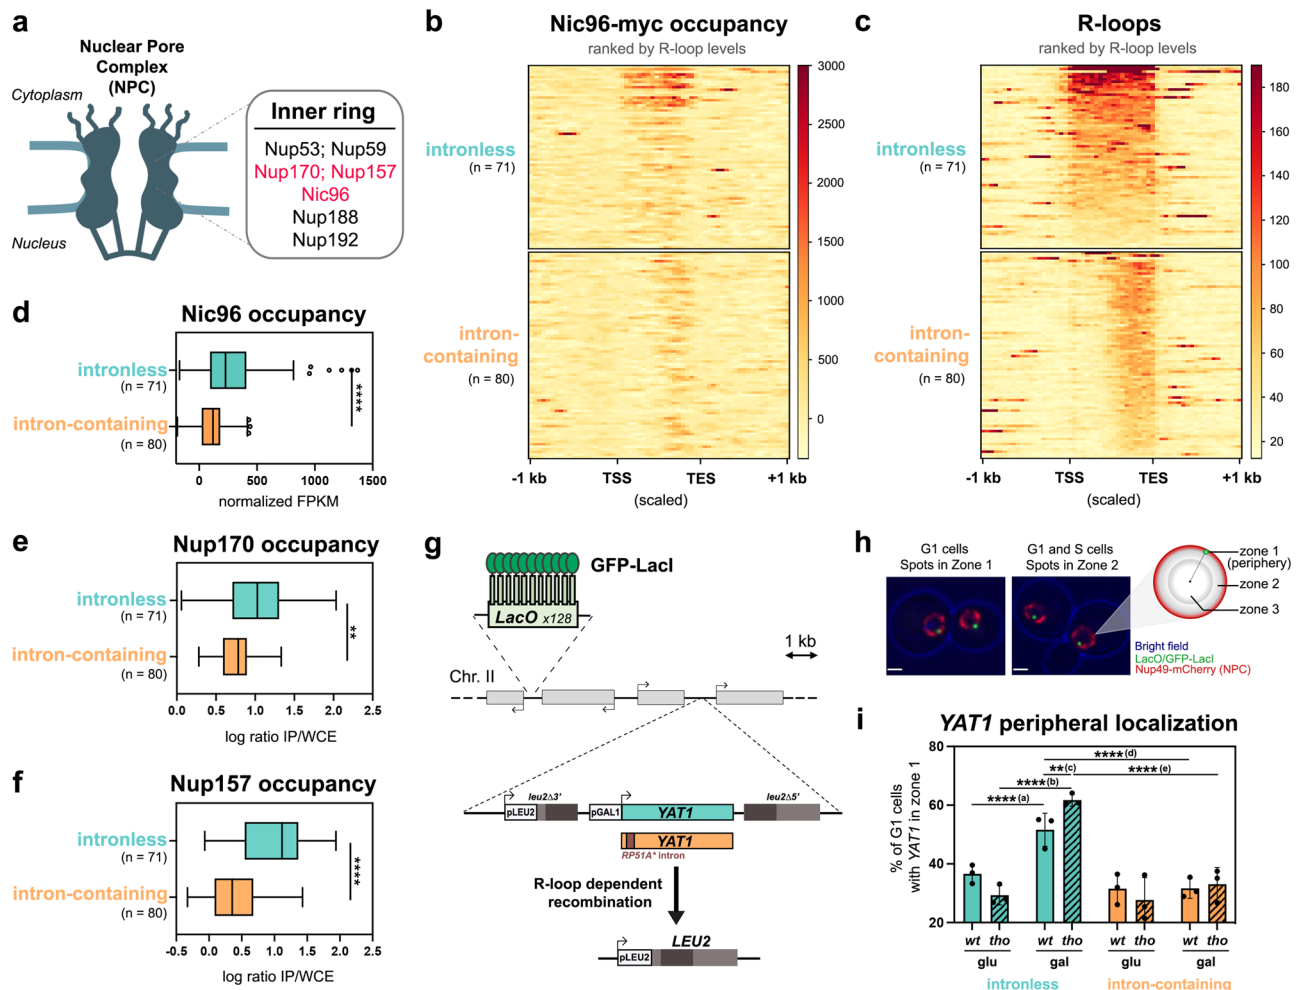 a
Nuclear Pore
Complex
(NPC)
Cytoplasm
Nucleus
Inner ring
Nup53; Nup59
Nup170; Nup157
Nic96
Nup188
Nup192
b
Nic96-myc occupancy
ranked by R-loop levels
intronless
(n = 71)
intron-
containing
(n = 80)
3000
2500
2000
1500
1000
500
0
-1 kb
TSS
TES
+1 kb
(scaled)
c
R-loops
ranked by R-loop levels
intronless
(n = 71)
intron-
containing
(n = 80)
180
160
140
120
100
80
60
40
20
-1 kb
TSS
TES
+1 kb
(scaled)
d
Nic96 occupancy
intronless
(n = 71)
intron-containing
(n = 80)
****
0
500
1000
1500
normalized FPKM
e
Nup170 occupancy
intronless
(n = 71)
intron-containing
(n = 80)
**
0.0
0.5
1.0
1.5
2.0
2.5
log ratio IP/WCE
f
Nup157 occupancy
intronless
(n = 71)
intron-containing
(n = 80)
****
-0.5
0.0
0.5
1.0
1.5
2.0
2.5
log ratio IP/WCE
g
GFP-LacI
LacO x128
1 kb
Chr. II
leu2Δ3'
leu2Δ5'
pLEU2
pGAL1
YAT1
YAT1
RP51A* intron
R-loop dependent
recombination
LEU2
pLEU2
h
G1 cells
Spots in Zone 1
G1 and S cells
Spots in Zone 2
zone 1
(periphery)
zone 2
zone 3
Bright field
LacO/GFP-LacI
Nup49-mCherry (NPC)
i
YAT1 peripheral localization
% of G1 cells
with YAT1 in zone 1
80
60
40
20
****(d)
**(c)
****(b)
****(e)
****(a)
wt tho
wt tho
wt tho
wt tho
glu
gal
glu
gal
intronless
intron-containing